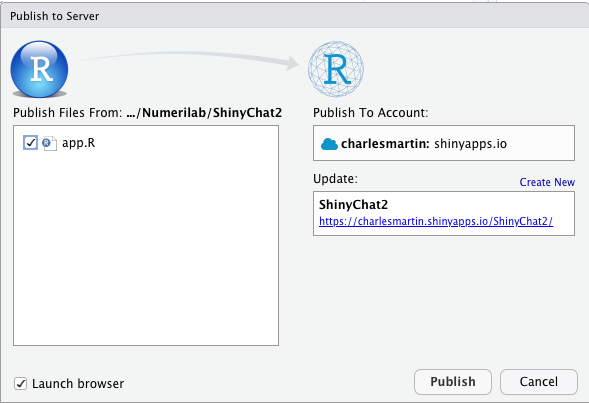 Publish to Server
R
R
Publish Files From: .../Numerilab/ShinyChat2
app.R
Publish To Account:
charlesmartin: shinyapps.io
Update:
Create New
ShinyChat2
https://charlesmartin.shinyapps.io/ShinyChat2/
Launch browser
Publish
Cancel